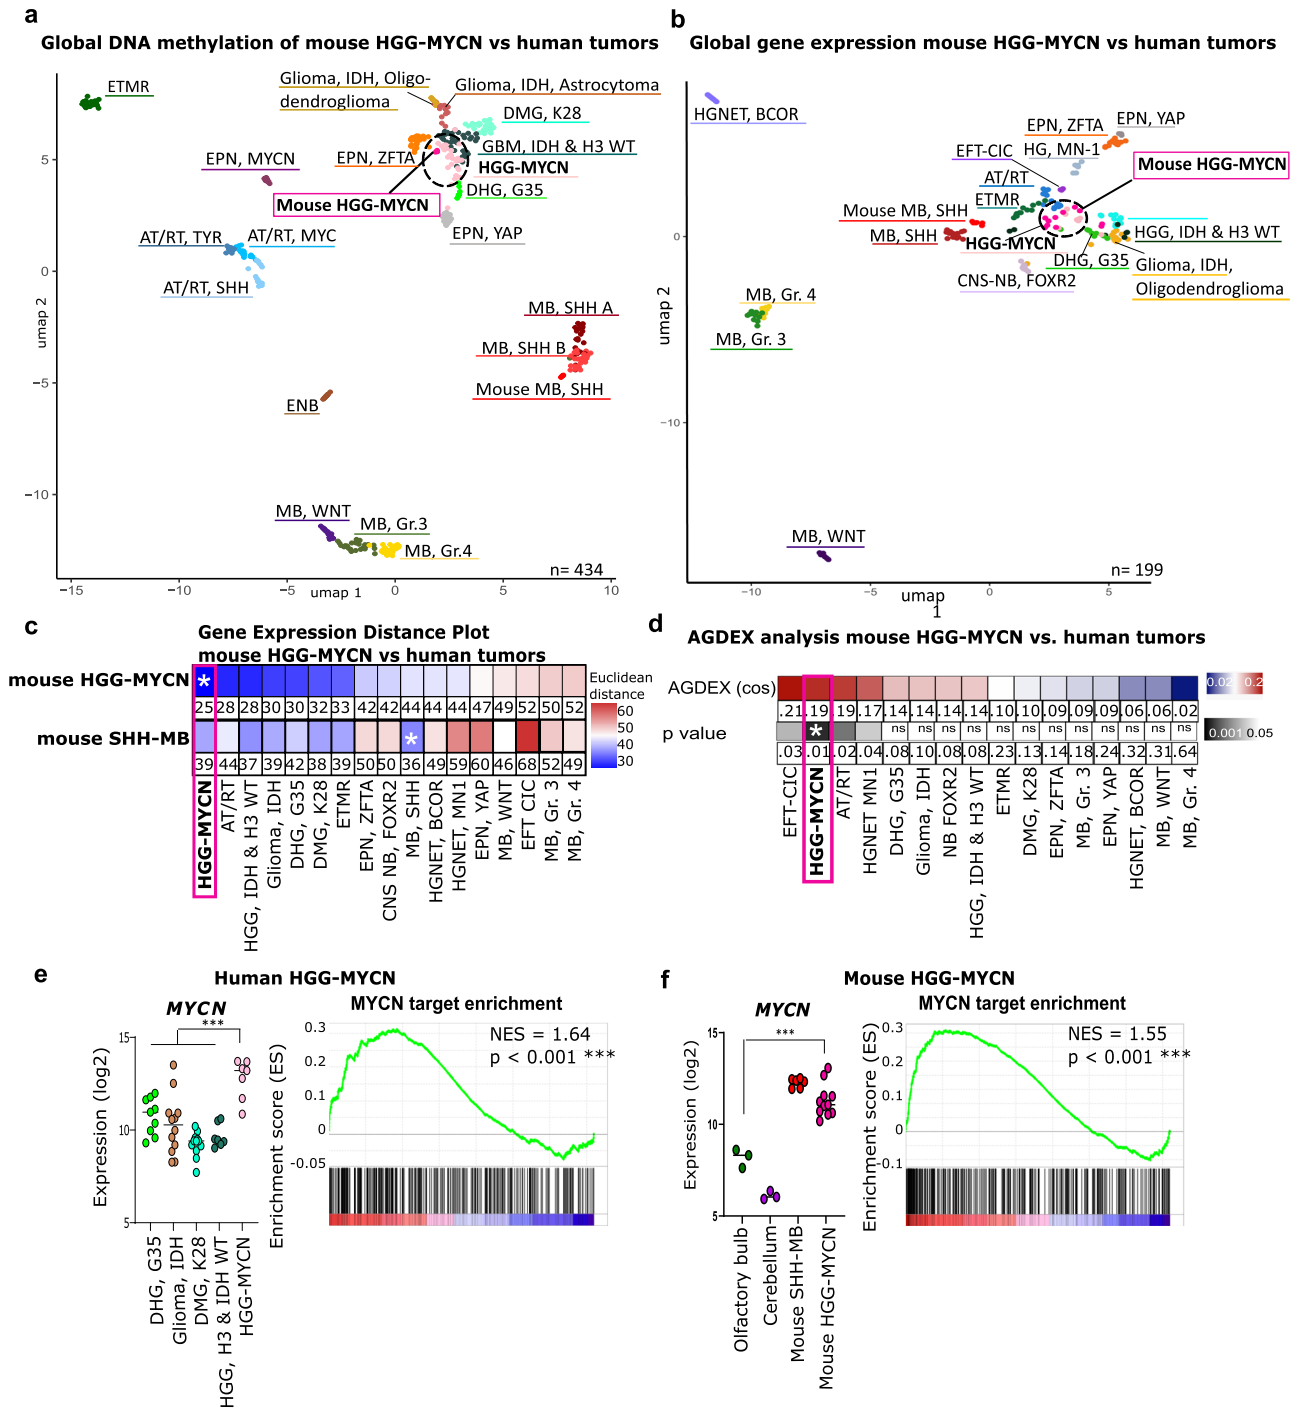 a
Global DNA methylation of mouse HGG-MYCN vs human tumors
ETMR
Glioma, IDH, Oligo-
dendroglioma
Glioma, IDH, Astrocytoma
DMG, K28
GBM, IDH & H3 WT
EPN, ZFTA
HGG-MYCN
EPN, MYCN
DHG, G35
Mouse HGG-MYCN
EPN, YAP
AT/RT, TYR
AT/RT, MYC
AT/RT, SHH
MB, SHH A
MB, SHH B
Mouse MB, SHH
ENB
MB, WNT
MB, Gr.3
MB, Gr.4
n= 434
5
0
−5
−10
umap 2
−15
−10
−5
0
5
10
umap 1
b
Global gene expression mouse HGG-MYCN vs human tumors
HGNET, BCOR
EPN, ZFTA
EPN, YAP
EFT-CIC
HG, MN-1
Mouse HGG-MYCN
AT/RT
ETMR
Mouse MB, SHH
MB, SHH
HGG-MYCN
HGG, IDH & H3 WT
DHG, G35
Glioma, IDH,
Oligodendroglioma
CNS-NB, FOXR2
MB, Gr. 4
MB, Gr. 3
MB, WNT
n= 199
0
−10
umap 2
−10
−5
0
5
umap
1
c
Gene Expression Distance Plot
mouse HGG-MYCN vs human tumors
mouse HGG-MYCN
*
25 28 28 30 30 32 33 42 42 44 44 44 47 49 52 50 52
mouse SHH-MB
*
39 44 37 39 42 38 39 50 50 36 49 59 60 46 68 52 49
HGG-MYCN
AT/RT
HGG, IDH & H3 WT
Glioma, IDH
DHG, G35
DMG, K28
ETMR
EPN, ZFTA
CNS NB, FOXR2
MB, SHH
HGNET, BCOR
HGNET, MN1
EPN, YAP
MB, WNT
EFT CIC
MB, Gr. 3
MB, Gr. 4
Euclidean
distance
60
50
40
30
d
AGDEX analysis mouse HGG-MYCN vs. human tumors
AGDEX (cos)
.21 .19 .19 .17 .14 .14 .14 .14 .10 .10 .09 .09 .09 .06 .06 .02
p value
* ns ns ns ns ns ns ns ns ns ns ns ns
.03 .01 .02 .04 .08 .10 .08 .08 .23 .13 .14 .18 .24 .32 .31 .64
EFT-CIC
HGG-MYCN
AT/RT
HGNET MN1
DHG, G35
Glioma, IDH
NB FOXR2
HGG, IDH & H3 WT
ETMR
DMG, K28
EPN, ZFTA
MB, Gr. 3
EPN, YAP
HGNET, BCOR
MB, WNT
MB, Gr. 4
0.02 0.2
0.001 0.05
e
Human HGG-MYCN
MYCN
***
15
10
5
Expression (log2)
DHG, G35
Glioma, IDH
DMG, K28
HGG, H3 & IDH WT
HGG-MYCN
MYCN target enrichment
NES = 1.64
p < 0.001 ***
0.3
0.2
0.1
0
-0.05
Enrichment score (ES)
f
Mouse HGG-MYCN
MYCN
***
15
10
5
Expression (log2)
Olfactory bulb
Cerebellum
Mouse SHH-MB
Mouse HGG-MYCN
MYCN target enrichment
NES = 1.55
p < 0.001 ***
0.3
0.2
0.1
0
-0.1
Enrichment score (ES)